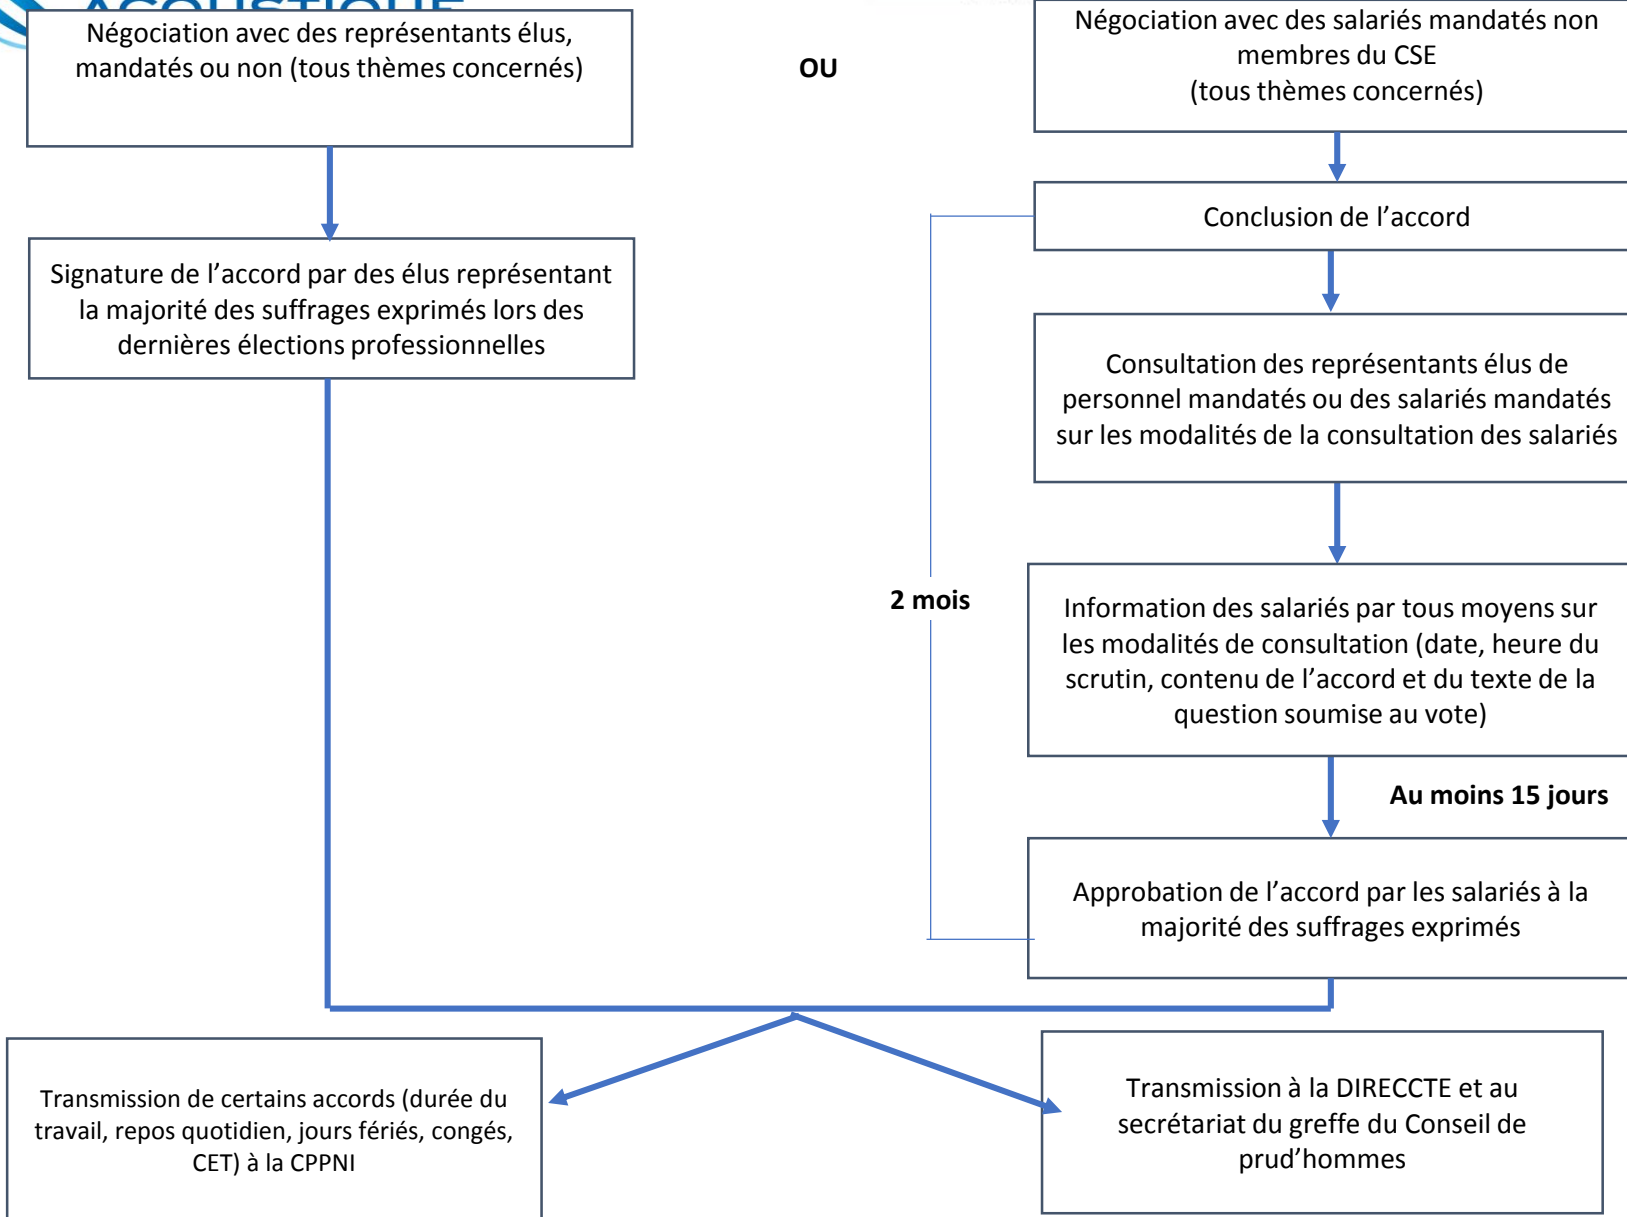 ACOUSTIQUE
Négociation avec des représentants élus,
mandatés ou non (tous thèmes concernés)
OU
Négociation avec des salariés mandatés non
membres du CSE
(tous thèmes concernés)
Conclusion de l’accord
Signature de l’accord par des élus représentant
la majorité des suffrages exprimés lors des
dernières élections professionnelles
Consultation des représentants élus de
personnel mandatés ou des salariés mandatés
sur les modalités de la consultation des salariés
2 mois
Information des salariés par tous moyens sur
les modalités de consultation (date, heure du
scrutin, contenu de l’accord et du texte de la
question soumise au vote)
Au moins 15 jours
Approbation de l’accord par les salariés à la
majorité des suffrages exprimés
Transmission de certains accords (durée du
travail, repos quotidien, jours fériés, congés,
CET) à la CPPNI
Transmission à la DIRECCTE et au
secrétariat du greffe du Conseil de
prud’hommes